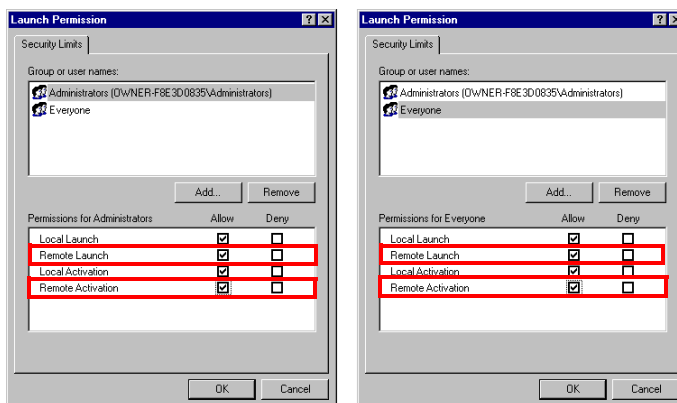 Launch Permission
Security Limits
Group or user names:
Administrators (OWNER-F8E3D0835\Administrators)
Everyone
Add... Remove
Permissions for Administrators Allow Deny
Local Launch
Remote Launch
Local Activation
Remote Activation
OK Cancel
Launch Permission
Security Limits
Group or user names:
Administrators (OWNER-F8E3D0835\Administrators)
Everyone
Add... Remove
Permissions for Everyone Allow Deny
Local Launch
Remote Launch
Local Activation
Remote Activation
OK Cancel